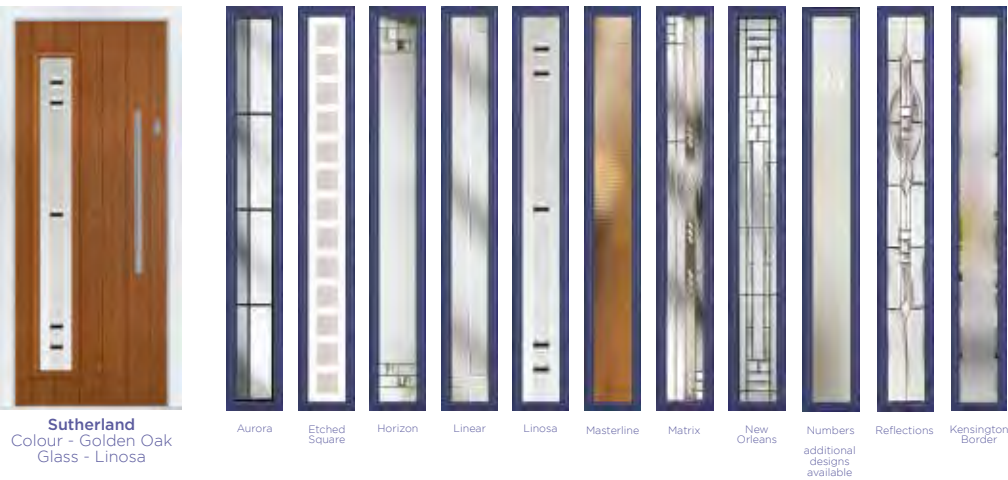 Sutherland
Colour - Golden Oak
Glass - Linosa
Aurora
Etched
Square
Horizon
Linear
Linosa
Masterline
Matrix
New
Orleans
Numbers
additional
designs
available
Reflections
Kensington
Border